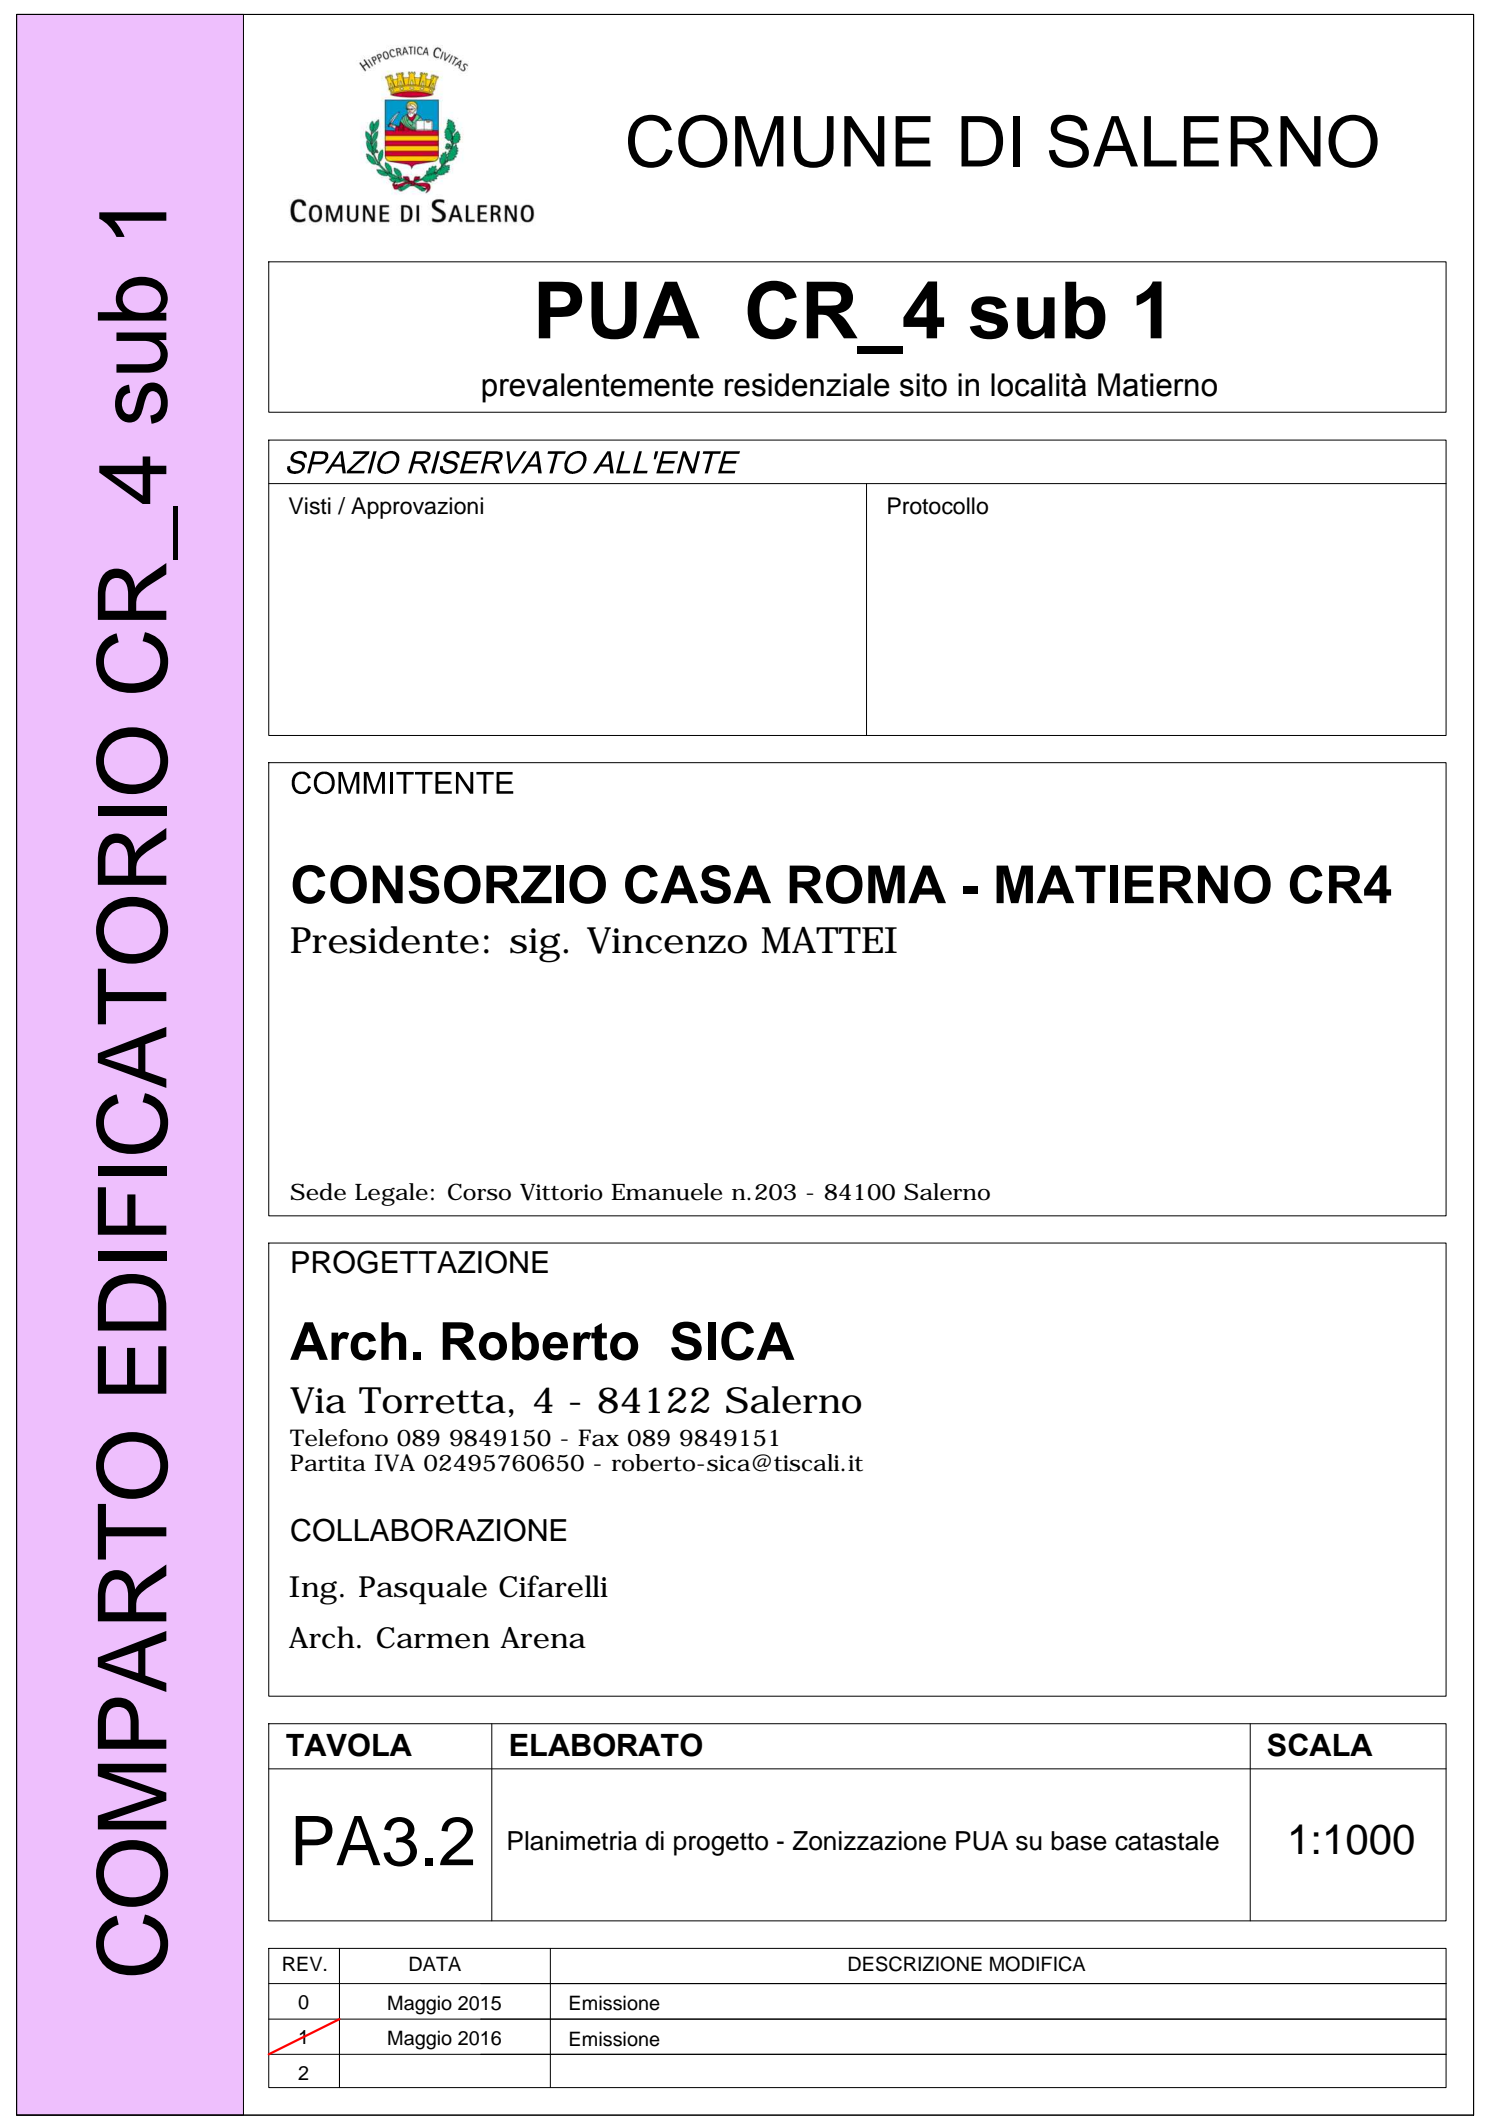 COMPARTO EDIFICATORIO CR_4 sub 1
HIPPOCRATICA CIVITAS
COMUNE DI SALERNO
COMUNE DI SALERNO
PUA CR_4 sub 1
prevalentemente residenziale sito in località Matierno
SPAZIO RISERVATO ALL'ENTE
Visti / Approvazioni
Protocollo
COMMITTENTE
CONSORZIO CASA ROMA - MATIERNO CR4
Presidente: sig. Vincenzo MATTEI
Sede Legale: Corso Vittorio Emanuele n.203 - 84100 Salerno
PROGETTAZIONE
Arch. Roberto SICA
Via Torretta, 4 - 84122 Salerno
Telefono 089 9849150 - Fax 089 9849151
Partita IVA 02495760650 - roberto-sica@tiscali.it
COLLABORAZIONE
Ing. Pasquale Cifarelli
Arch. Carmen Arena
TAVOLA ELABORATO SCALA
PA3.2 Planimetria di progetto - Zonizzazione PUA su base catastale 1:1000
REV. DATA DESCRIZIONE MODIFICA
0 Maggio 2015 Emissione
1 Maggio 2016 Emissione
2